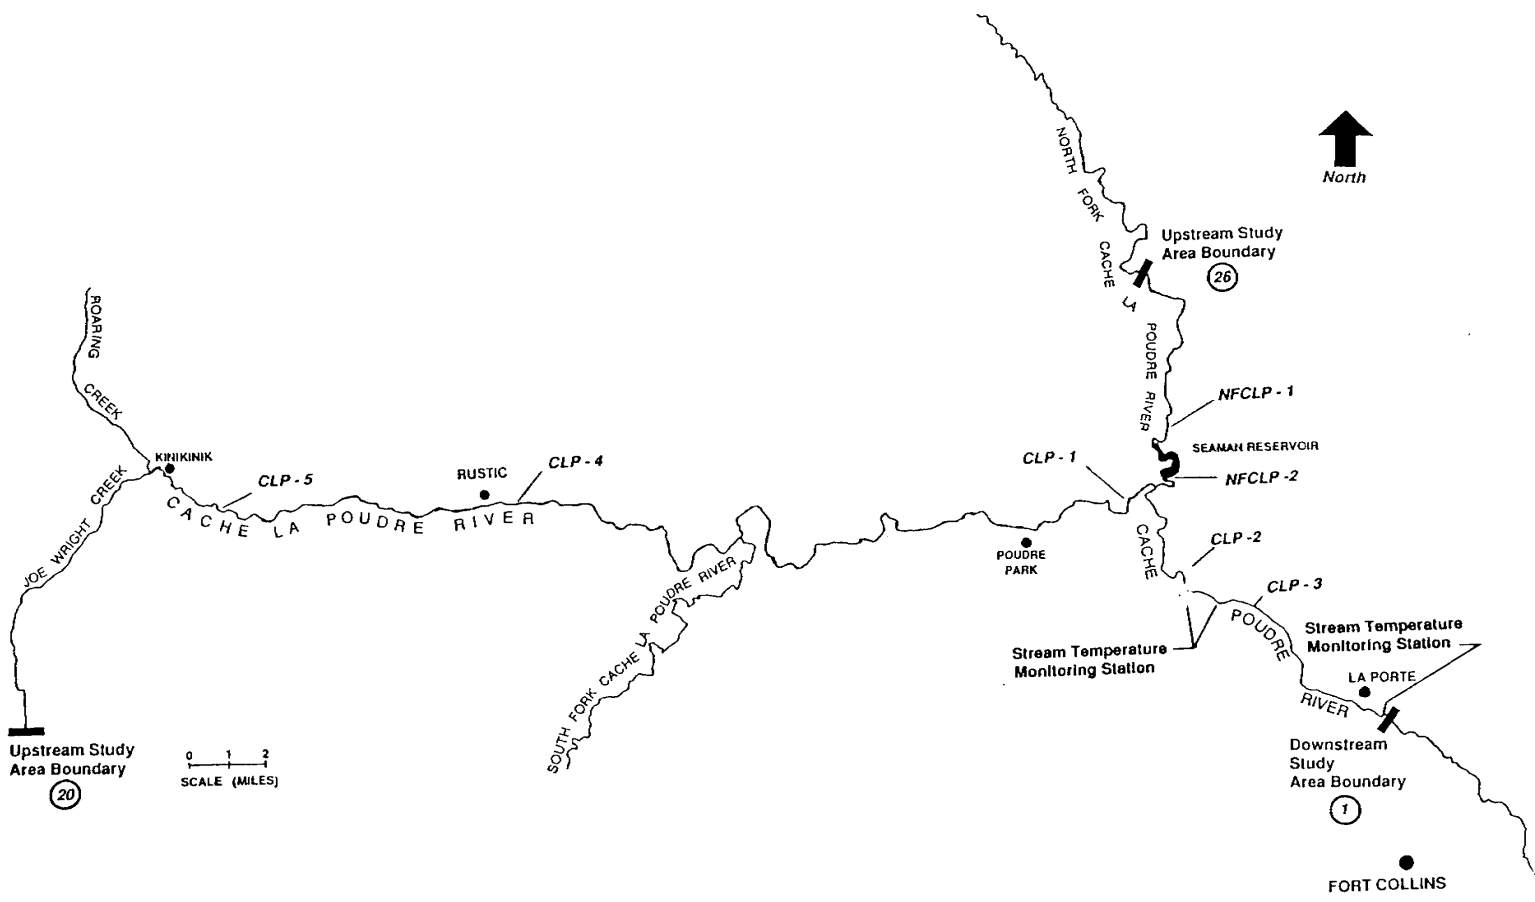 North
NORTH FORK CACHE LA POUDRE RIVER
Upstream Study
Area Boundary
26
ROARING CREEK
NFCLP - 1
SEAMAN RESERVOIR
KINIKINIK
CLP - 5
RUSTIC
CLP - 4
CLP - 1
NFCLP -2
JOE WRIGHT CREEK
CACHE LA POUDRE RIVER
POUDRE
PARK
CACHE POUDRE RIVER
CLP -2
CLP - 3
SOUTH FORK CACHE LA POUDRE RIVER
Stream Temperature
Monitoring Station
Stream Temperature
Monitoring Station
LA PORTE
Upstream Study
Area Boundary
20
0 1 2
SCALE (MILES)
Downstream
Study
Area Boundary
1
FORT COLLINS